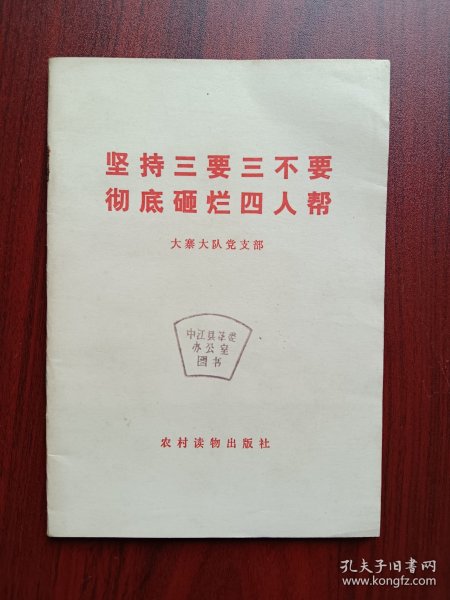 坚持三要三不要
彻底砸烂四人帮
大寨大队党支部
中江县革委
办公室
图书
农村读物出版社
孔夫子旧书网
www.kongfz.com